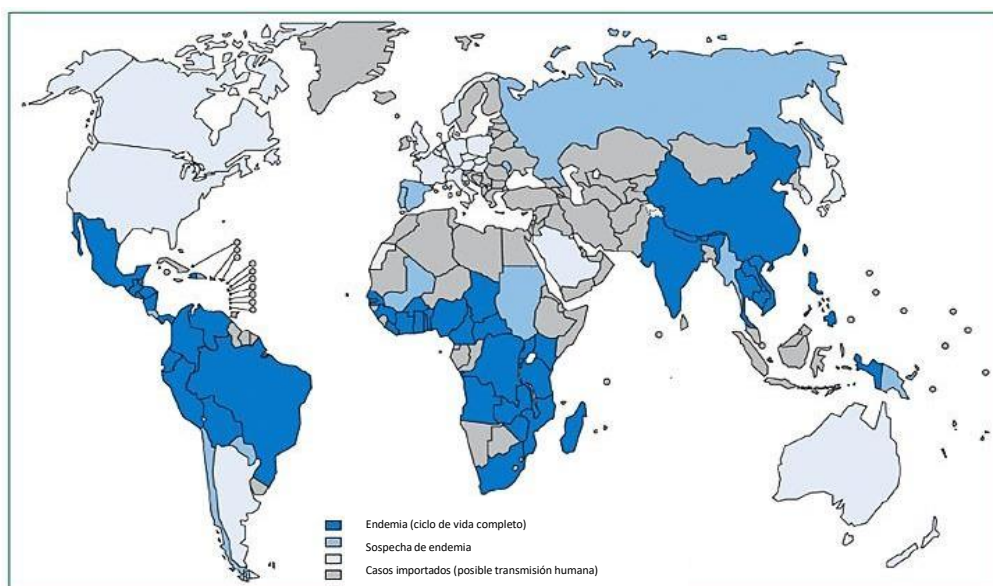 Endemia (ciclo de vida completo)
Sospecha de endemia
Casos importados (posible transmisión humana)